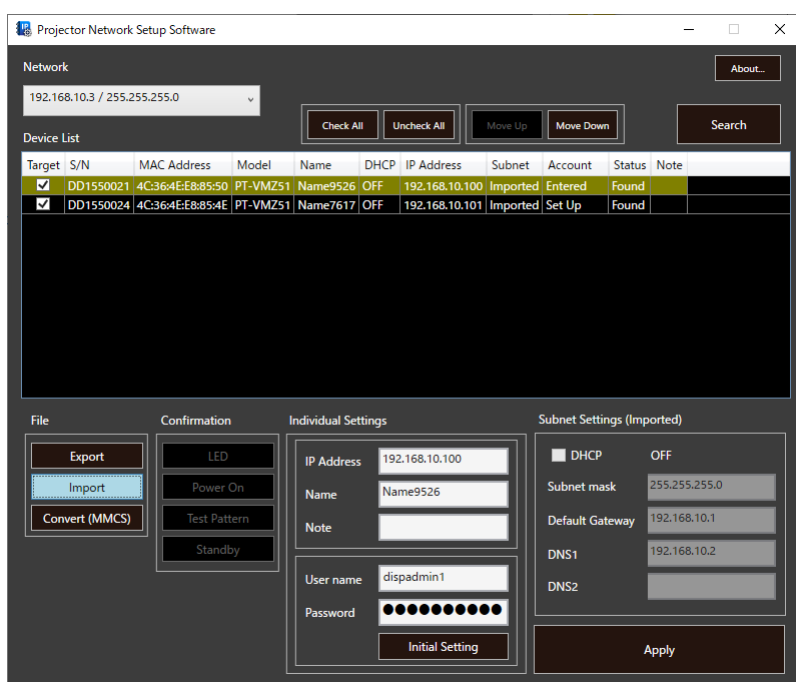 Projector Network Setup Software
Network
About...
192.168.10.3 / 255.255.255.0
Check All Uncheck All Move Up Move Down Search
Device List
Target S/N MAC Address Model Name DHCP IP Address Subnet Account Status Note
DD1550021 4C:36:4E:E8:85:50 PT-VMZ51 Name9526 OFF 192.168.10.100 Imported Entered Found
DD1550024 4C:36:4E:E8:85:4E PT-VMZ51 Name7617 OFF 192.168.10.101 Imported Set Up Found
File
Export
Import
Convert (MMCS)
Confirmation
LED
Power On
Test Pattern
Standby
Individual Settings
IP Address 192.168.10.100
Name Name9526
Note
User name dispadmin1
Password ●●●●●●●●●●
Initial Setting
Subnet Settings (Imported)
DHCP OFF
Subnet mask 255.255.255.0
Default Gateway 192.168.10.1
DNS1 192.168.10.2
DNS2
Apply